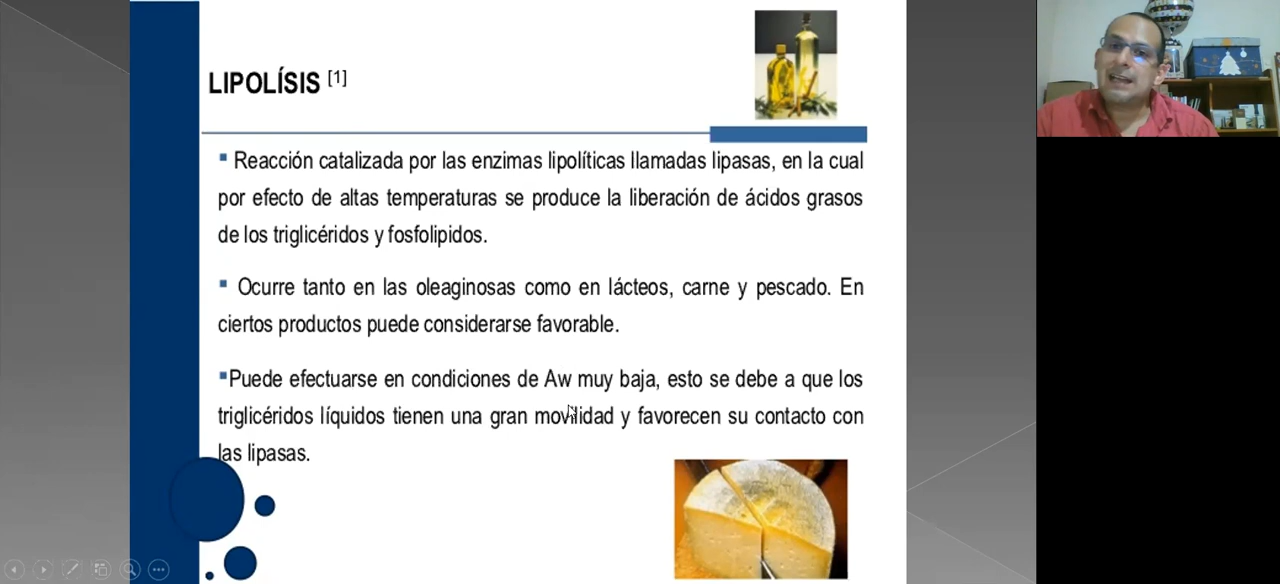 LIPOLÍSIS [1]
▪ Reacción catalizada por las enzimas lipolíticas llamadas lipasas, en la cual
por efecto de altas temperaturas se produce la liberación de ácidos grasos
de los triglicéridos y fosfolipidos.
▪ Ocurre tanto en las oleaginosas como en lácteos, carne y pescado. En
ciertos productos puede considerarse favorable.
▪Puede efectuarse en condiciones de Aw muy baja, esto se debe a que los
triglicéridos líquidos tienen una gran movilidad y favorecen su contacto con
las lipasas.